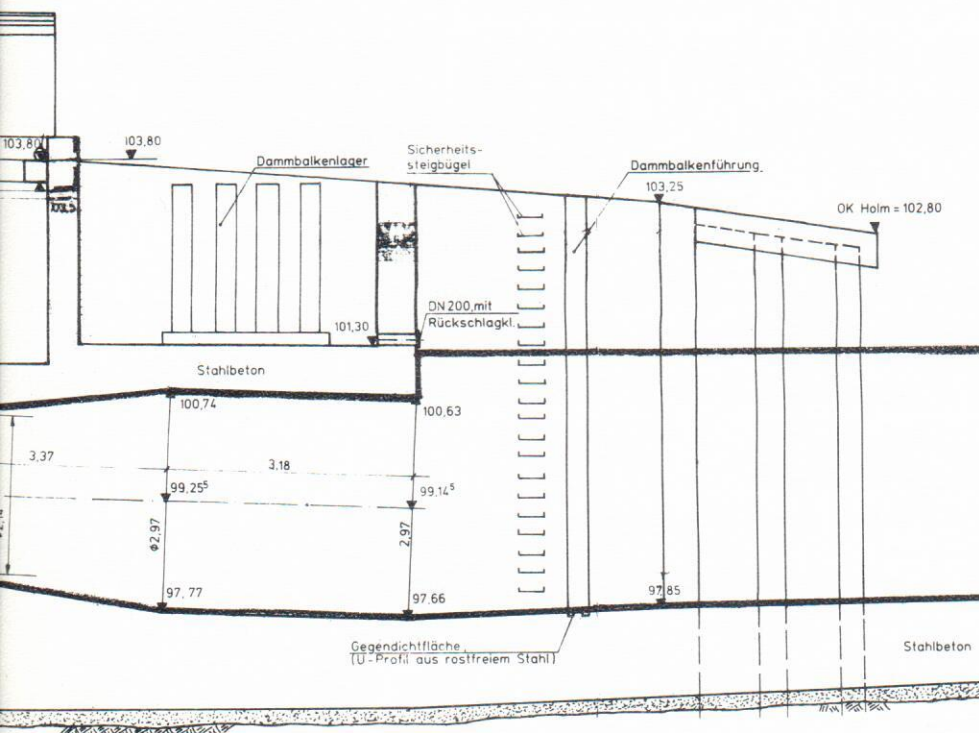 103,80
103,80
Dammbalkenlager
Sicherheits-
steigbügel
Dammbalkenführung
103,25
OK Holm = 102,80
DN 200, mit
Rückschlagkl.
101,30
Stahlbeton
100,74
100,63
3,37
3,18
99,25⁵
99,14⁵
ϕ2,97
2,97
97,77
97,66
97,85
Gegendichtfläche
(U-Profil aus rostfreiem Stahl)
Stahlbeton